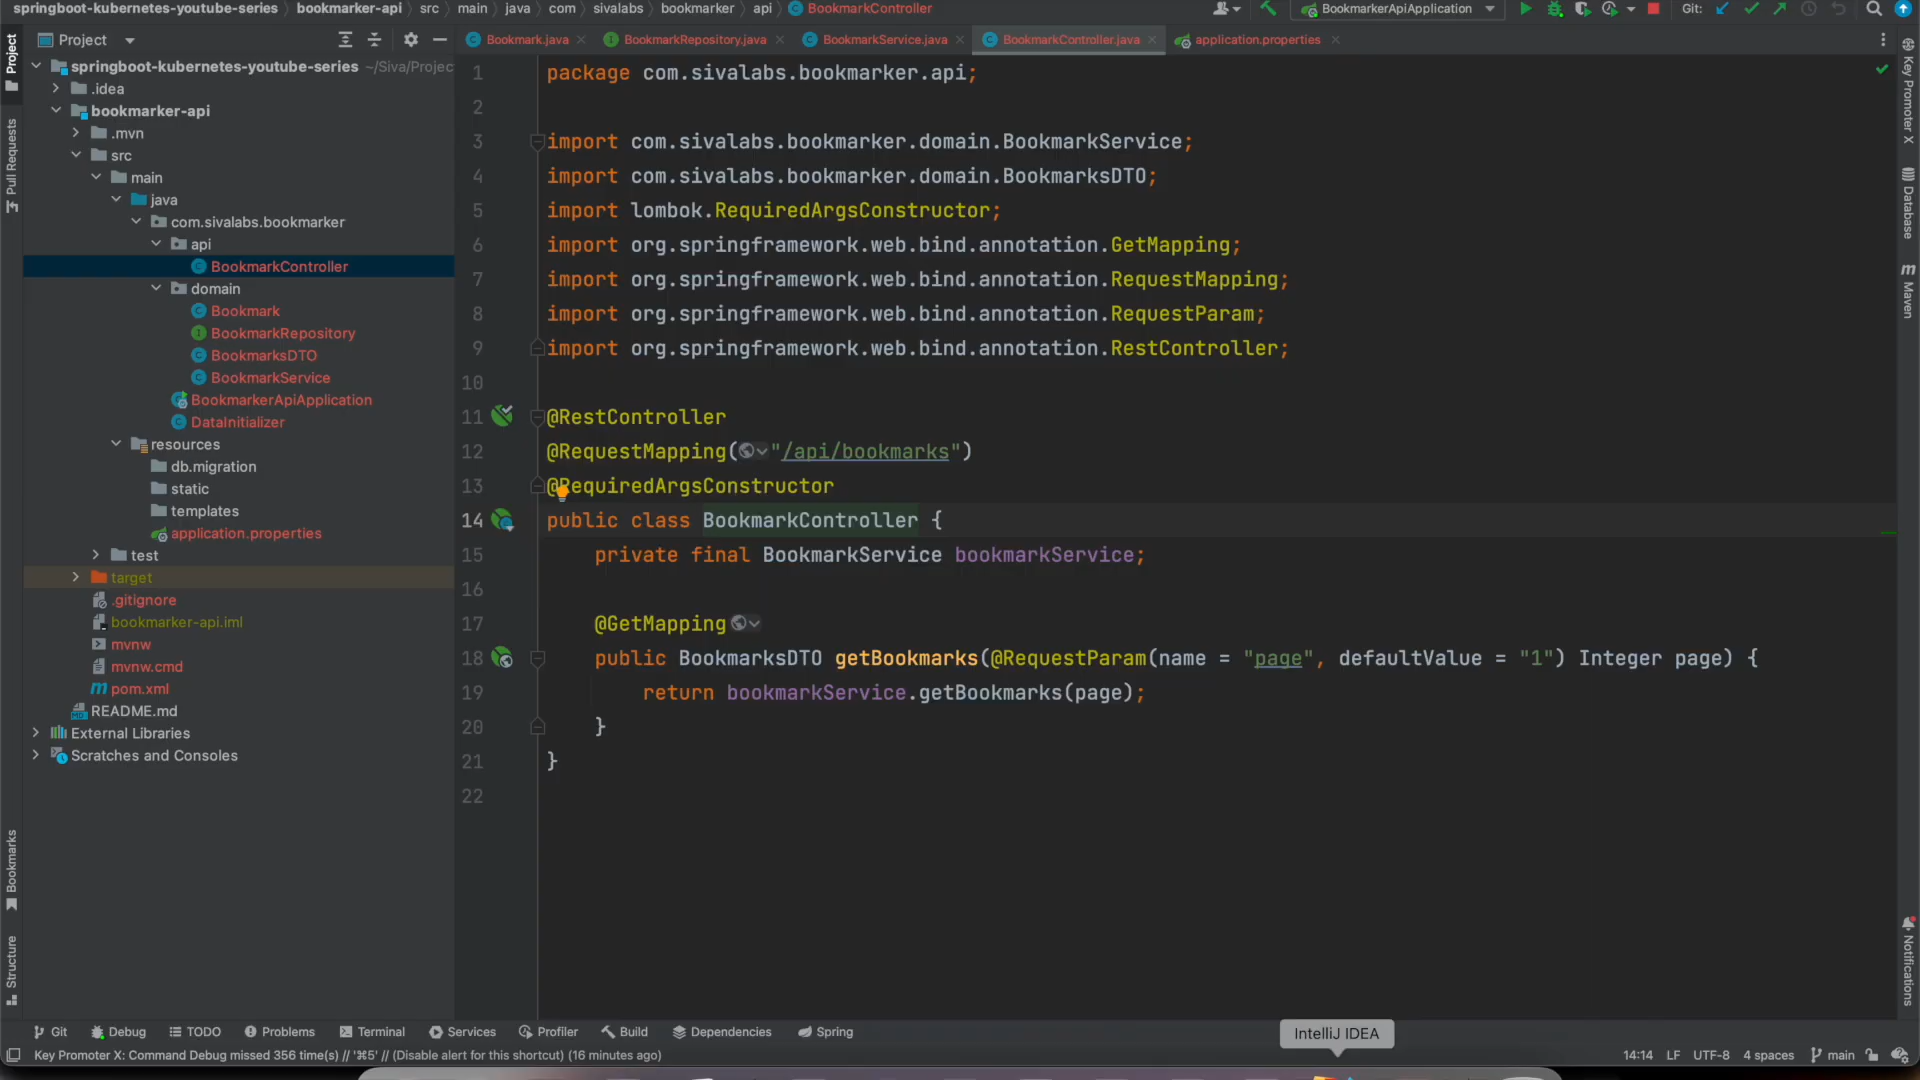 springboot-kubernetes-youtube-series › bookmarker-api › src › main › java › com › sivalabs › bookmarker › api › BookmarkController
BookmarkerApiApplication
Git:
Project
Bookmark.java
BookmarkRepository.java
BookmarkService.java
BookmarkController.java
application.properties
Project
Pull Requests
Bookmarks
Structure
springboot-kubernetes-youtube-series ~/Siva/Projec
.idea
bookmarker-api
.mvn
src
main
java
com.sivalabs.bookmarker
api
BookmarkController
domain
Bookmark
BookmarkRepository
BookmarksDTO
BookmarkService
BookmarkerApiApplication
DataInitializer
resources
db.migration
static
templates
application.properties
test
target
.gitignore
bookmarker-api.iml
mvnw
mvnw.cmd
pom.xml
README.md
External Libraries
Scratches and Consoles
1 package com.sivalabs.bookmarker.api;
2
3 import com.sivalabs.bookmarker.domain.BookmarkService;
4 import com.sivalabs.bookmarker.domain.BookmarksDTO;
5 import lombok.RequiredArgsConstructor;
6 import org.springframework.web.bind.annotation.GetMapping;
7 import org.springframework.web.bind.annotation.RequestMapping;
8 import org.springframework.web.bind.annotation.RequestParam;
9 import org.springframework.web.bind.annotation.RestController;
10
11 @RestController
12 @RequestMapping("/api/bookmarks")
13 @RequiredArgsConstructor
14 public class BookmarkController {
15 private final BookmarkService bookmarkService;
16
17 @GetMapping
18 public BookmarksDTO getBookmarks(@RequestParam(name = "page", defaultValue = "1") Integer page) {
19 return bookmarkService.getBookmarks(page);
20 }
21 }
22
Key Promoter X
Database
Maven
Notifications
Git
Debug
TODO
Problems
Terminal
Services
Profiler
Build
Dependencies
Spring
IntelliJ IDEA
Key Promoter X: Command Debug missed 356 time(s) // '⌘5' // (Disable alert for this shortcut) (16 minutes ago)
14:14 LF UTF-8 4 spaces main